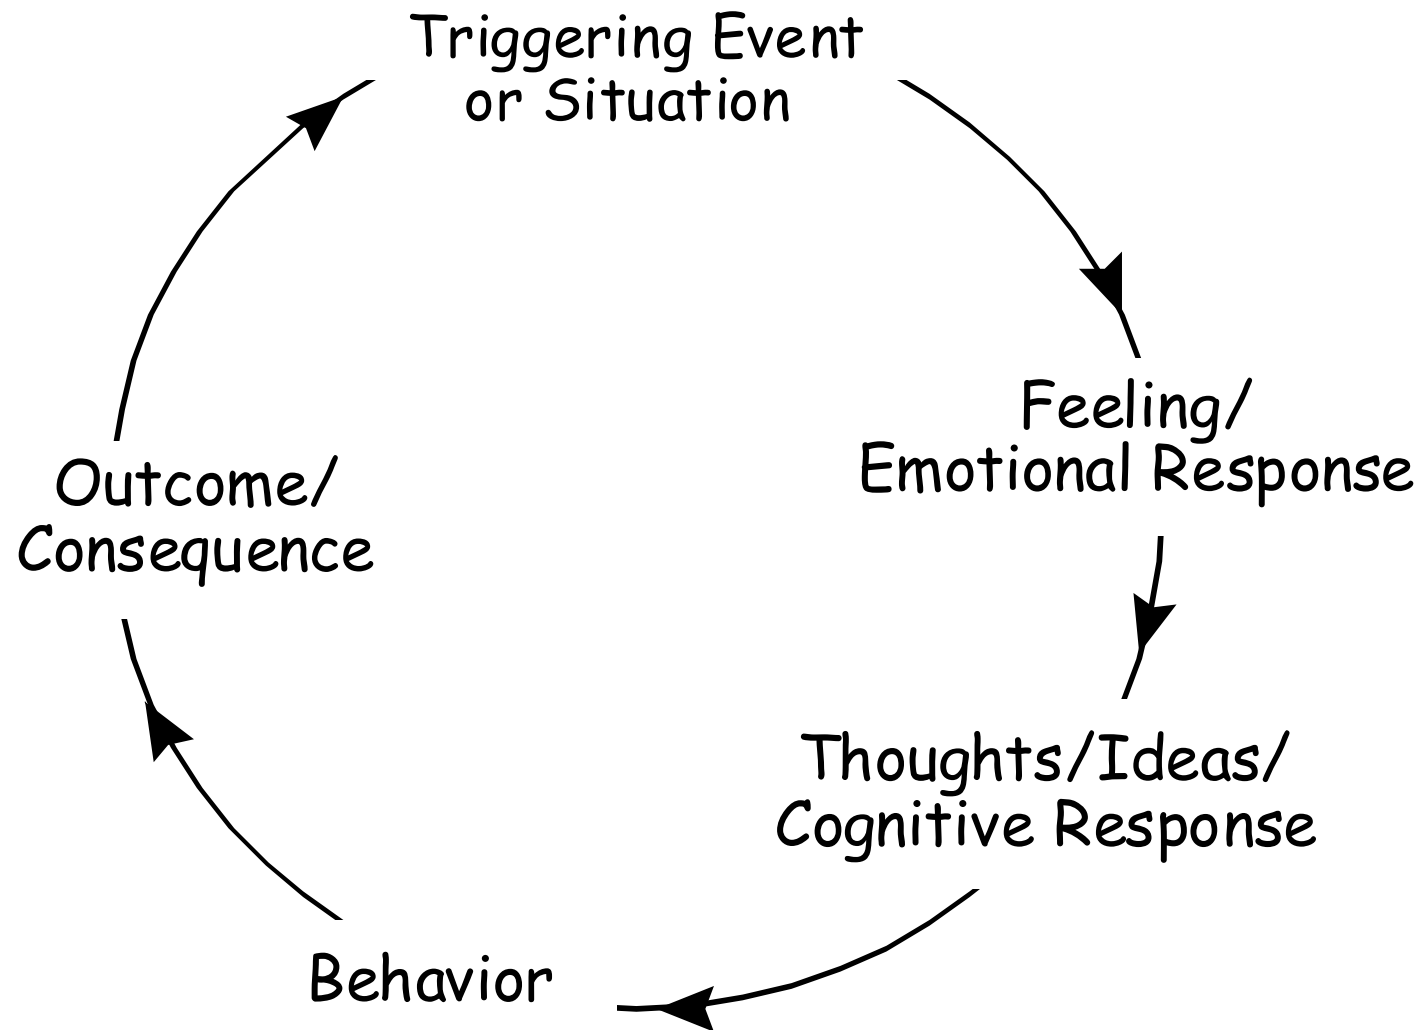 Triggering Event
or Situation
Feeling/
Emotional Response
Outcome/
Consequence
Thoughts/Ideas/
Cognitive Response
Behavior